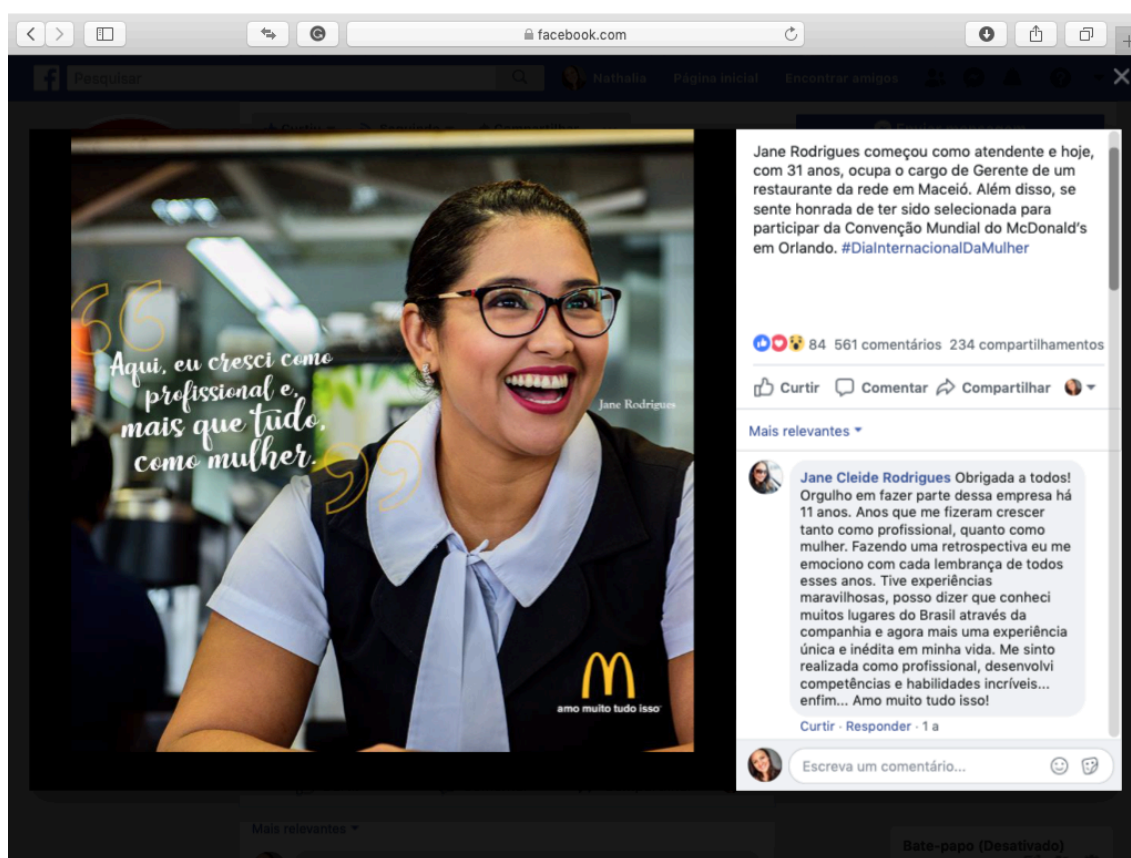 facebook.com
Pesquisar
Nathalia
Página inicial
Encontrar amigos
Aqui, eu cresci como
profissional e,
mais que tudo,
como mulher.
Jane Rodrigues
amo muito tudo isso
Jane Rodrigues começou como atendente e hoje,
com 31 anos, ocupa o cargo de Gerente de um
restaurante da rede em Maceió. Além disso, se
sente honrada de ter sido selecionada para
participar da Convenção Mundial do McDonald's
em Orlando. #DiaInternacionalDaMulher
84 561 comentários 234 compartilhamentos
Curtir Comentar Compartilhar
Mais relevantes
Jane Cleide Rodrigues Obrigada a todos!
Orgulho em fazer parte dessa empresa há
11 anos. Anos que me fizeram crescer
tanto como profissional, quanto como
mulher. Fazendo uma retrospectiva eu me
emociono com cada lembrança de todos
esses anos. Tive experiências
maravilhosas, posso dizer que conheci
muitos lugares do Brasil através da
companhia e agora mais uma experiência
única e inédita em minha vida. Me sinto
realizada como profissional, desenvolvi
competências e habilidades incríveis...
enfim... Amo muito tudo isso!
Curtir · Responder · 1 a
Escreva um comentário...
Mais relevantes
Bate-papo (Desativado)